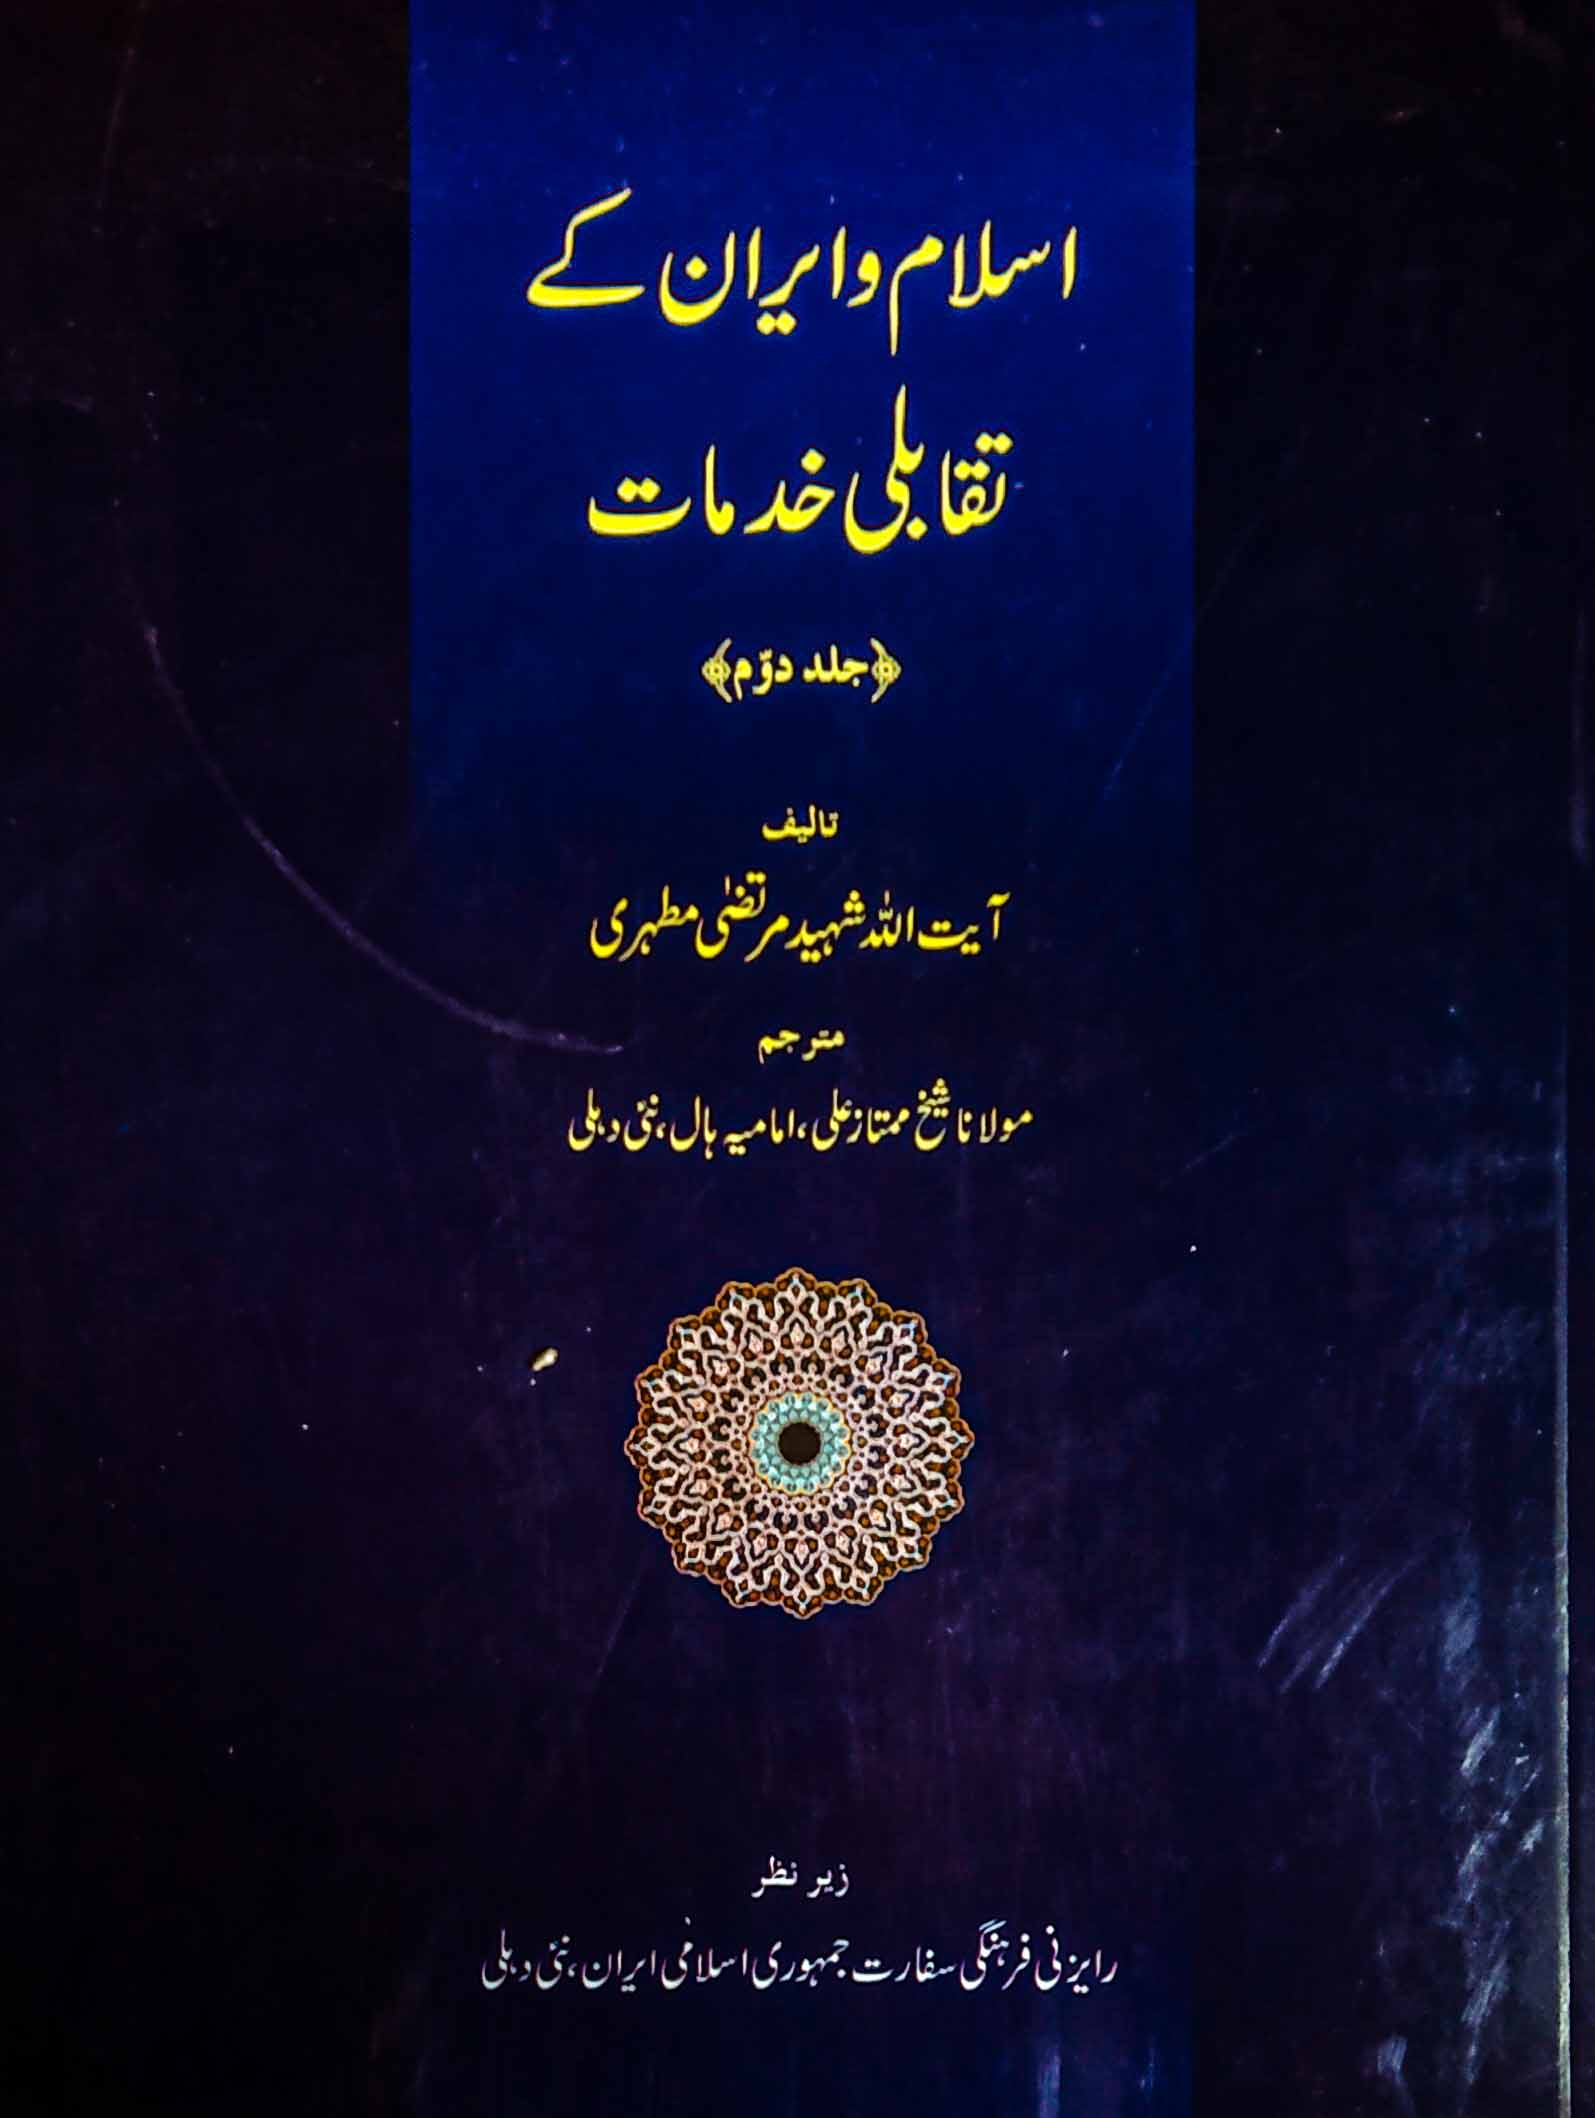 اسلام و ایران کے
تقابلی خدمات
﴿جلد دوّم﴾
تالیف
آیت اللہ شہید مرتضیٰ مطہری
مترجم
مولانا شیخ ممتاز علی، امامیہ ہال، نئی دہلی
زیر نظر
رایزنی فرہنگی سفارت جمہوری اسلامی ایران، نئی دہلی